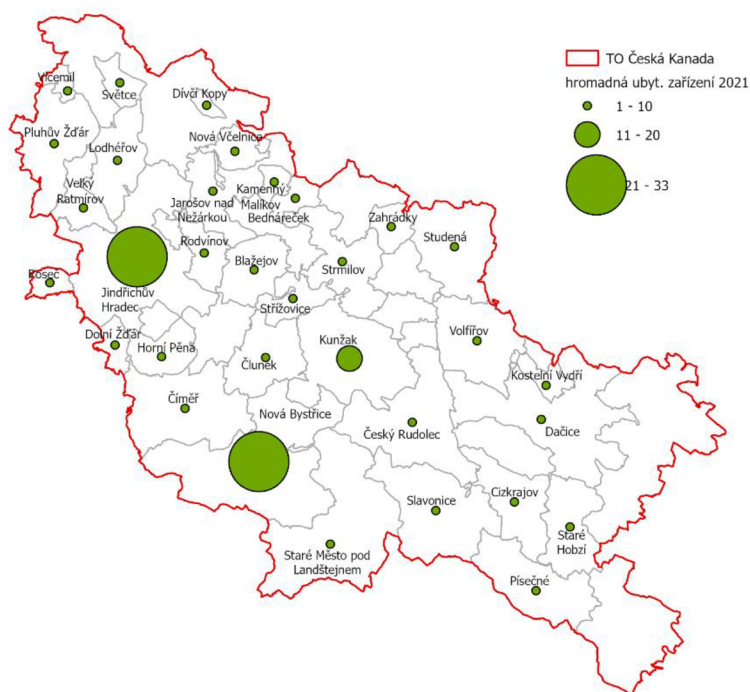 TO Česká Kanada
hromadná ubyt. zařízení 2021
1 - 10
11 - 20
21 - 33
Vícemil
Světce
Dívčí Kopy
Pluhův Žďár
Nová Včelnice
Lodhéřov
Velký
Ratmírov
Jarošov nad
Nežárkou
Kamenný
Malíkov
Bednáreček
Zahrádky
Studená
Rodvínov
Blažejov
Strmilov
Roseč
Jindřichův
Hradec
Střížovice
Dolní Žďár
Horní Pěna
Člunek
Kunžak
Volfířov
Kostelní Vydří
Číměř
Nová Bystřice
Český Rudolec
Dačice
Slavonice
Cizkrajov
Staré
Hobzí
Staré Město pod
Landštejnem
Písečné